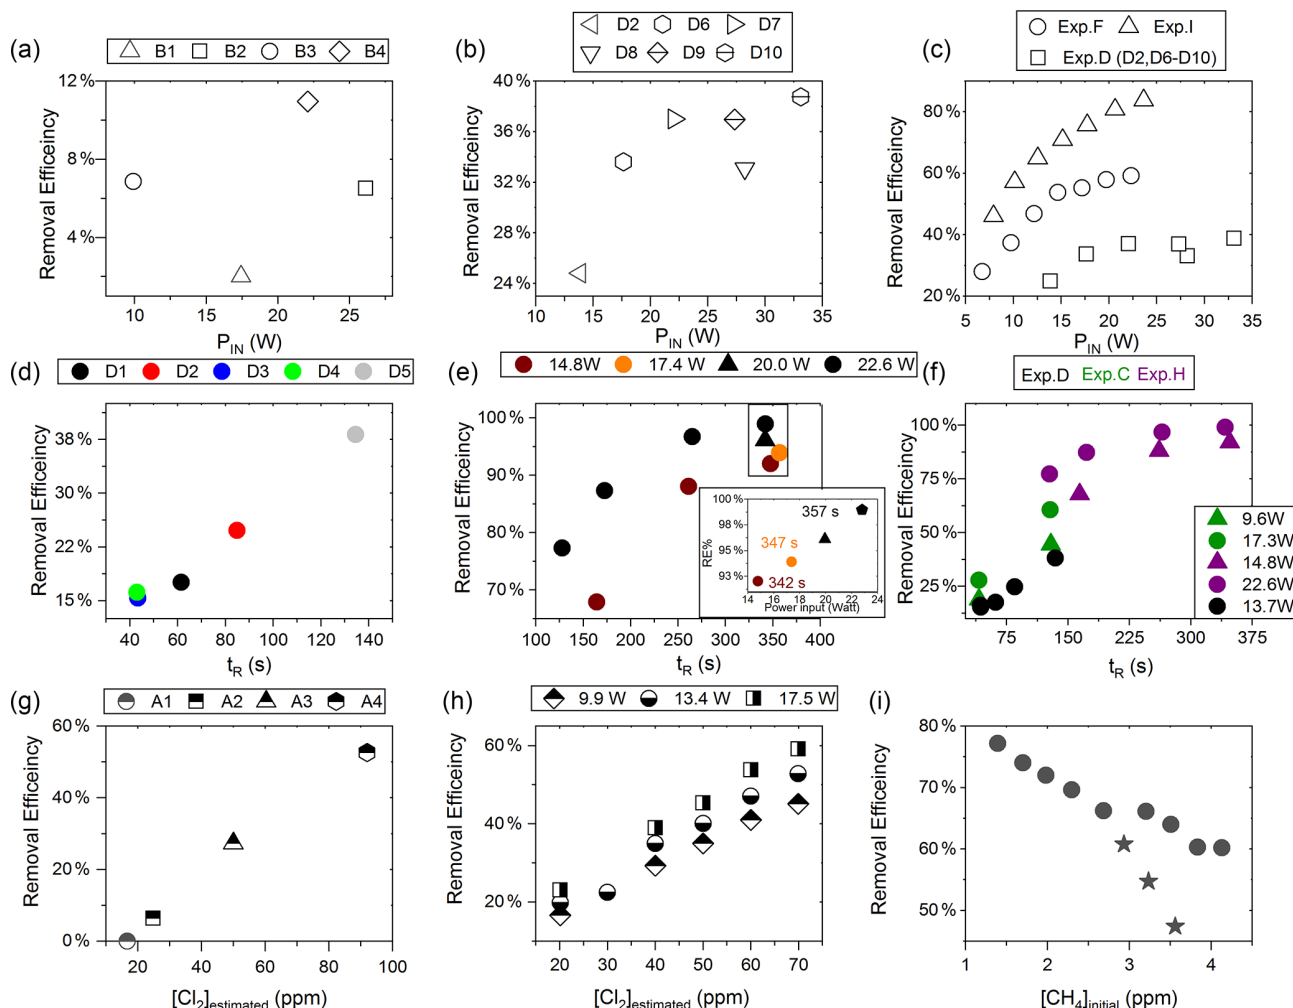 (a)
B1 B2 B3 B4
12%
8%
4%
Removal Efficeincy
10 15 20 25
P_IN (W)
(b)
D2 D6 D7
D8 D9 D10
40%
36%
32%
28%
24%
Removal Efficeincy
10 15 20 25 30 35
P_IN (W)
(c)
Exp.F Exp.I
Exp.D (D2,D6-D10)
80%
60%
40%
20%
Removal Efficeincy
5 10 15 20 25 30 35
P_IN (W)
(d)
D1 D2 D3 D4 D5
38%
30%
22%
15%
Removal Efficeincy
40 60 80 100 120 140
t_R (s)
(e)
14.8W 17.4W 20.0 W 22.6 W
100%
90%
80%
70%
Removal Efficeincy
100 150 200 250 300 350 400
t_R (s)
100%
98%
95%
93%
RE%
357 s
347 s
342 s
14 16 18 20 22 24
Power input (Watt)
(f)
Exp.D Exp.C Exp.H
100%
75%
50%
25%
Removal Efficeincy
9.6W
17.3W
14.8W
22.6W
13.7W
75 150 225 300 375
t_R (s)
(g)
A1 A2 A3 A4
60%
40%
20%
0%
Removal Efficeincy
20 40 60 80 100
[Cl2]estimated (ppm)
(h)
9.9 W 13.4 W 17.5 W
60%
40%
20%
Removal Efficeincy
20 30 40 50 60 70
[Cl2]estimated (ppm)
(i)
80%
70%
60%
50%
Removal Efficeincy
1 2 3 4
[CH4]initial (ppm)